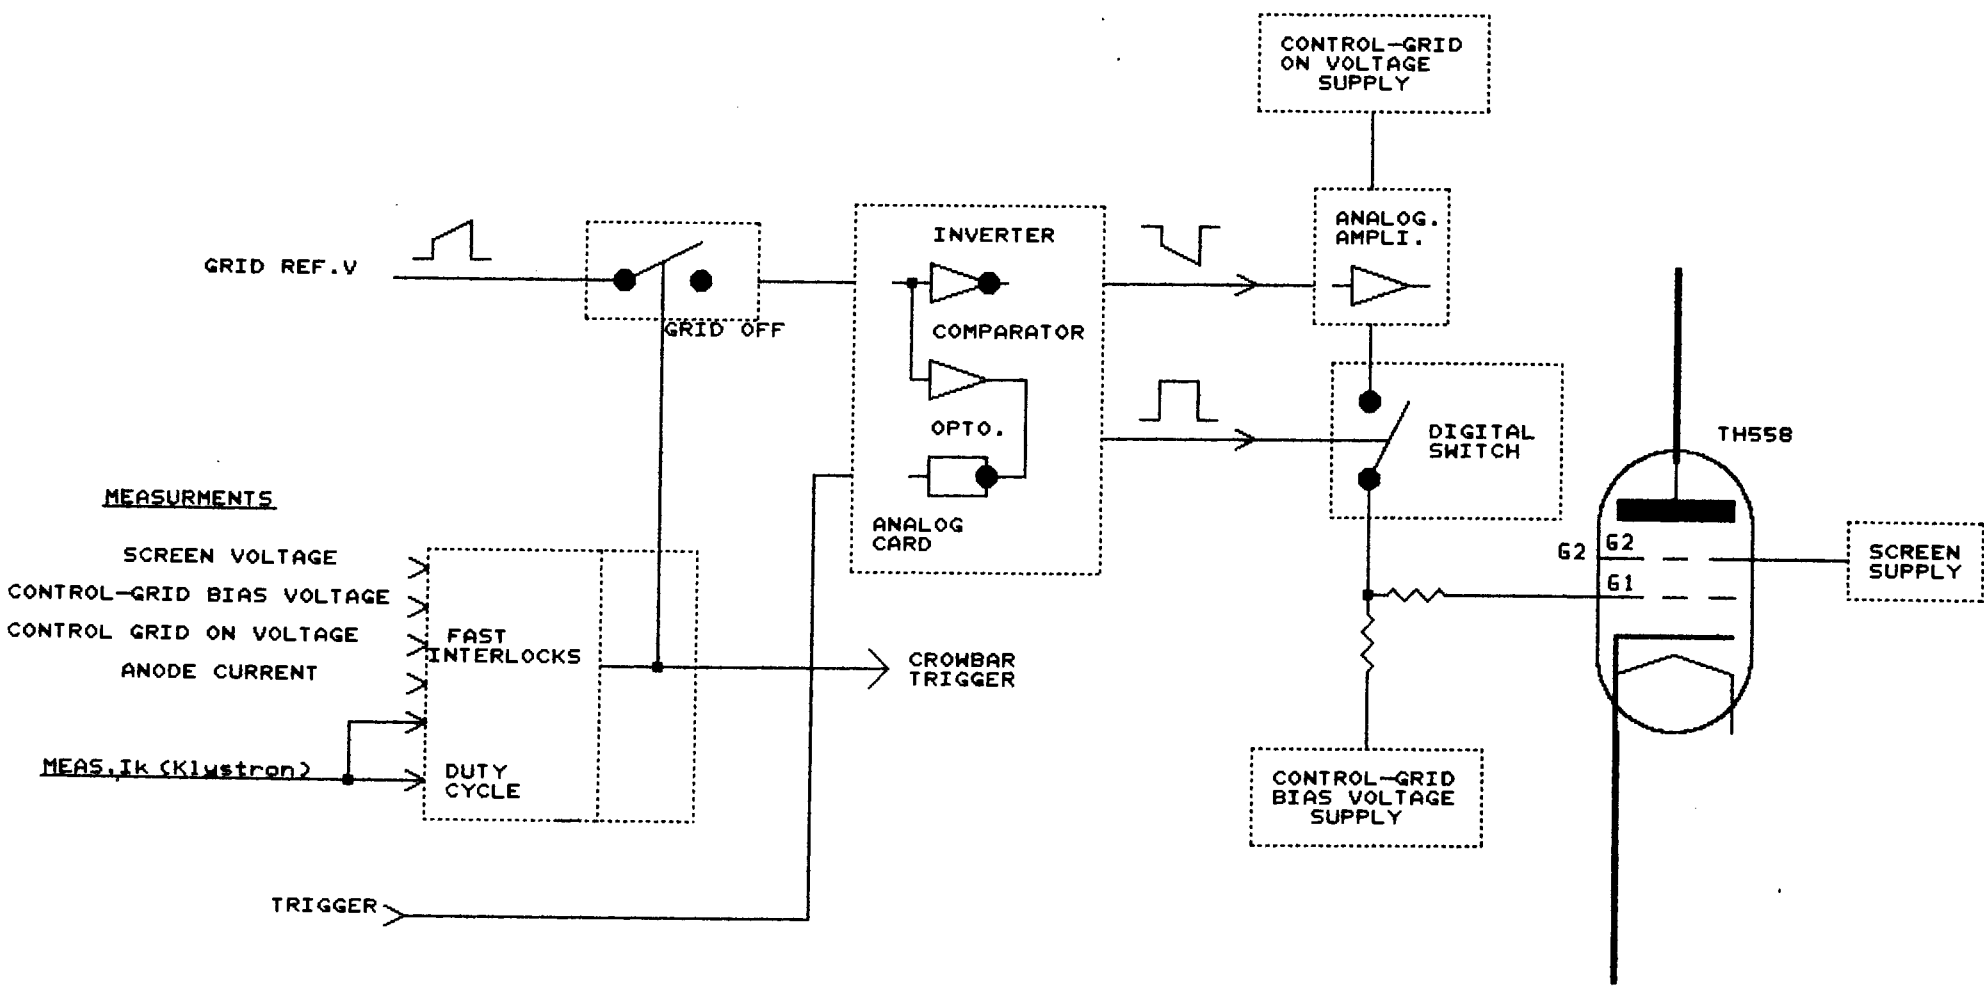 CONTROL-GRID
ON VOLTAGE
SUPPLY
GRID REF.V
GRID OFF
INVERTER
COMPARATOR
OPTO.
ANALOG
CARD
ANALOG.
AMPLI.
DIGITAL
SWITCH
TH558
G2
G2
G1
SCREEN
SUPPLY
MEASURMENTS
SCREEN VOLTAGE
CONTROL-GRID BIAS VOLTAGE
CONTROL GRID ON VOLTAGE
ANODE CURRENT
MEAS.Ik (Klystron)
FAST
INTERLOCKS
DUTY
CYCLE
CROWBAR
TRIGGER
CONTROL-GRID
BIAS VOLTAGE
SUPPLY
TRIGGER